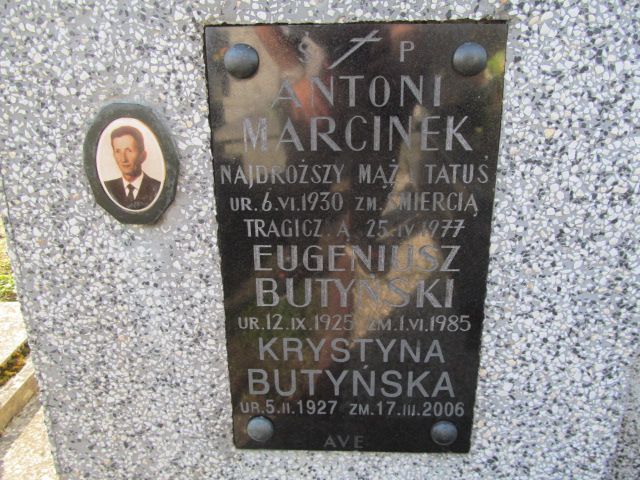 Ś P
ANTONI
MARCINEK
NAJDROŻSZY MĄŻ I TATUŚ
UR. 6.VI.1930 ZM. ŚMIERCIĄ
TRAGICZ A 25.IV.1977
EUGENIUSZ
BUTYŃSKI
UR. 12.IX.1925 ZM. 1.VI.1985
KRYSTYNA
BUTYŃSKA
UR. 5.II.1927 ZM. 17.III.2006
AVE